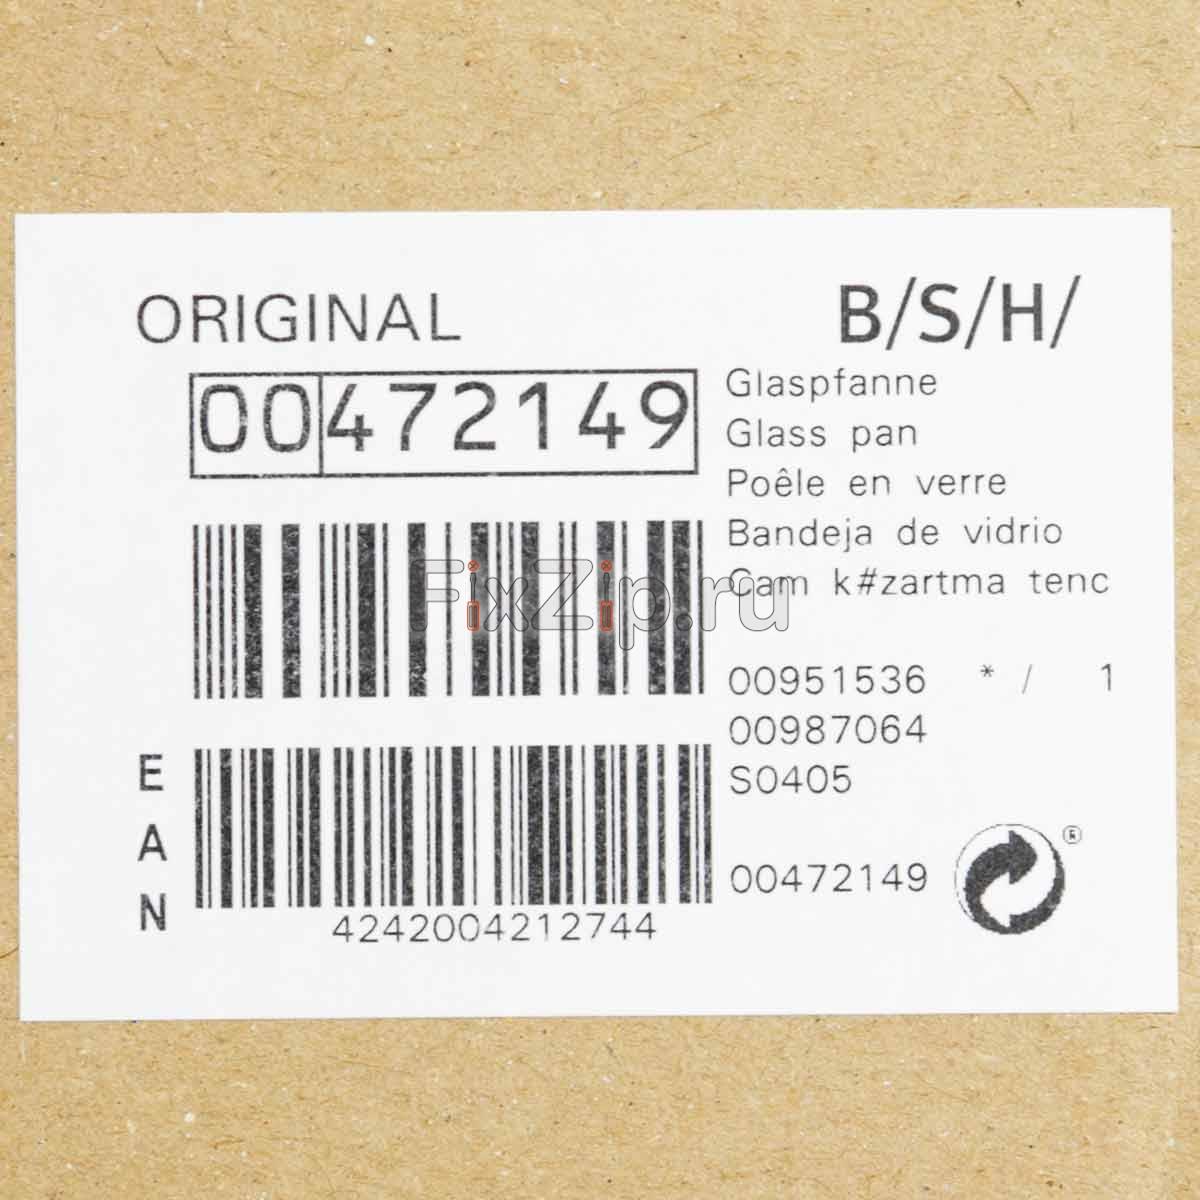 ORIGINAL
B/S/H/
00472149
Glaspfanne
Glass pan
Poêle en verre
Bandeja de vidrio
Cam k#zartma tenc
FixZip.ru
00951536 * / 1
00987064
S0405
EAN
00472149
4242004212744